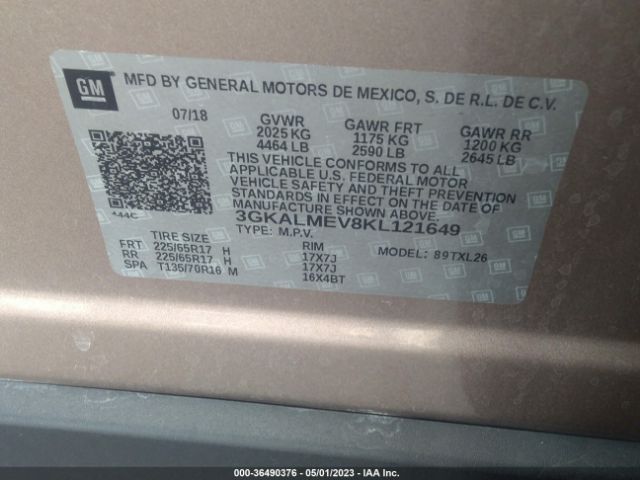 GM
MFD BY GENERAL MOTORS DE MEXICO, S. DE R.L. DE C.V.
07/18 GVWR GAWR FRT GAWR RR
2025 KG 1175 KG 1200 KG
4464 LB 2590 LB 2645 LB
THIS VEHICLE CONFORMS TO ALL
APPLICABLE U.S. FEDERAL MOTOR
VEHICLE SAFETY AND THEFT PREVENTION
STANDARDS IN EFFECT ON THE DATE OF
MANUFACTURE SHOWN ABOVE.
3GKALMEV8KL121649
TYPE: M.P.V.
TIRE SIZE RIM MODEL: 89TXL26
FRT 225/65R17 H 17X7J
RR 225/65R17 H 17X7J
SPA T135/70R16 M 16X4BT
000-36490376 - 05/01/2023 - IAA Inc.